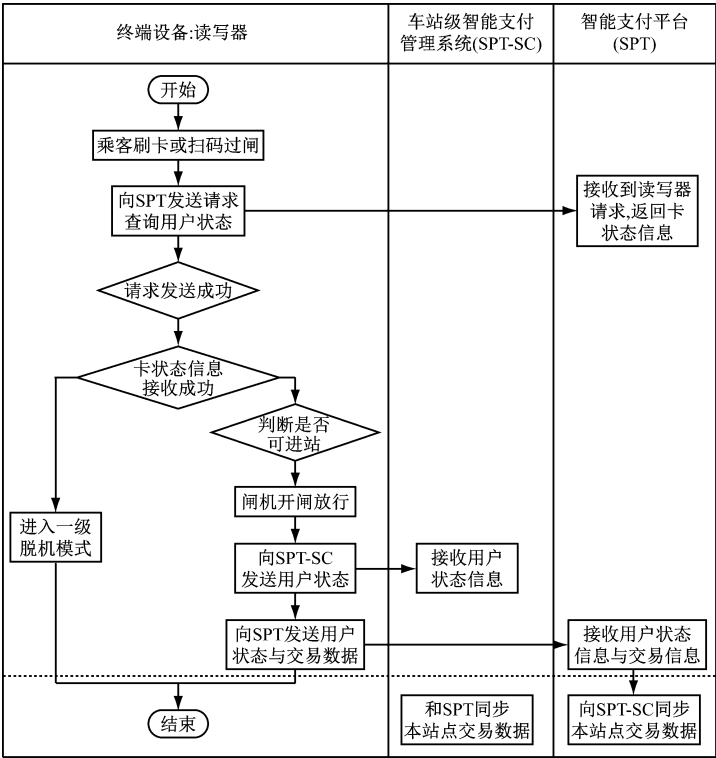 终端设备:读写器
车站级智能支付
管理系统(SPT-SC)
智能支付平台
(SPT)
开始
乘客刷卡或扫码过闸
向SPT发送请求
查询用户状态
接收到读写器
请求,返回卡
状态信息
请求发送成功
卡状态信息
接收成功
判断是否
可进站
闸机开闸放行
进入一级
脱机模式
向SPT-SC
发送用户状态
接收用户
状态信息
向SPT发送用户
状态与交易数据
接收用户状态
信息与交易信息
结束
和SPT同步
本站点交易数据
向SPT-SC同步
本站点交易数据